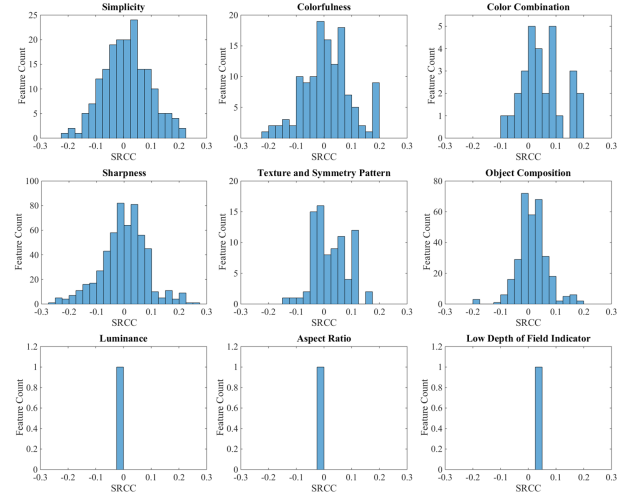 Simplicity
25
20
15
10
5
0
Feature Count
-0.3 -0.2 -0.1 0 0.1 0.2 0.3
SRCC
Colorfulness
20
15
10
5
0
Feature Count
-0.3 -0.2 -0.1 0 0.1 0.2 0.3
SRCC
Color Combination
5
4
3
2
1
0
Feature Count
-0.3 -0.2 -0.1 0 0.1 0.2 0.3
SRCC
Sharpness
100
80
60
40
20
0
Feature Count
-0.3 -0.2 -0.1 0 0.1 0.2 0.3
SRCC
Texture and Symmetry Pattern
20
15
10
5
0
Feature Count
-0.3 -0.2 -0.1 0 0.1 0.2 0.3
SRCC
Object Composition
80
60
40
20
0
Feature Count
-0.3 -0.2 -0.1 0 0.1 0.2 0.3
SRCC
Luminance
1.2
1
0.8
0.6
0.4
0.2
0
Feature Count
-0.3 -0.2 -0.1 0 0.1 0.2 0.3
SRCC
Aspect Ratio
1.2
1
0.8
0.6
0.4
0.2
0
Feature Count
-0.3 -0.2 -0.1 0 0.1 0.2 0.3
SRCC
Low Depth of Field Indicator
1.2
1
0.8
0.6
0.4
0.2
0
Feature Count
-0.3 -0.2 -0.1 0 0.1 0.2 0.3
SRCC